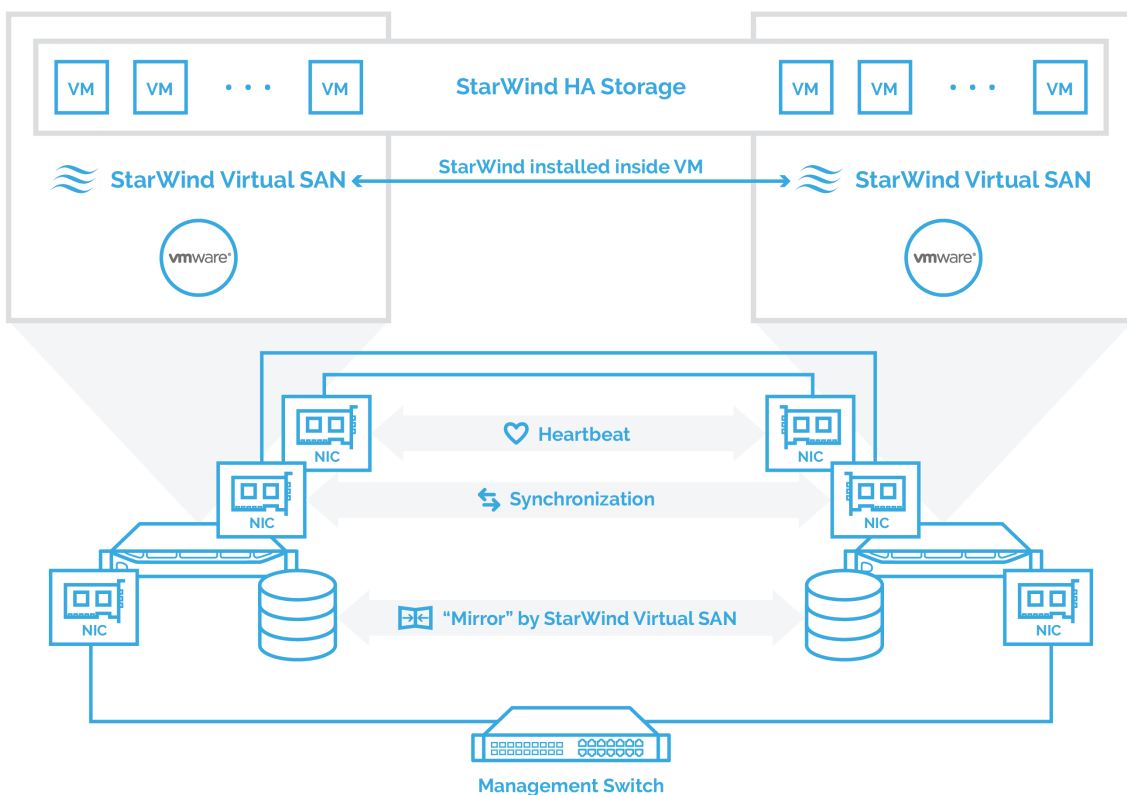 VM
VM
VM
StarWind HA Storage
VM
VM
VM
StarWind Virtual SAN
StarWind installed inside VM
StarWind Virtual SAN
vmware®
vmware®
NIC
Heartbeat
NIC
NIC
Synchronization
NIC
NIC
"Mirror" by StarWind Virtual SAN
NIC
Management Switch